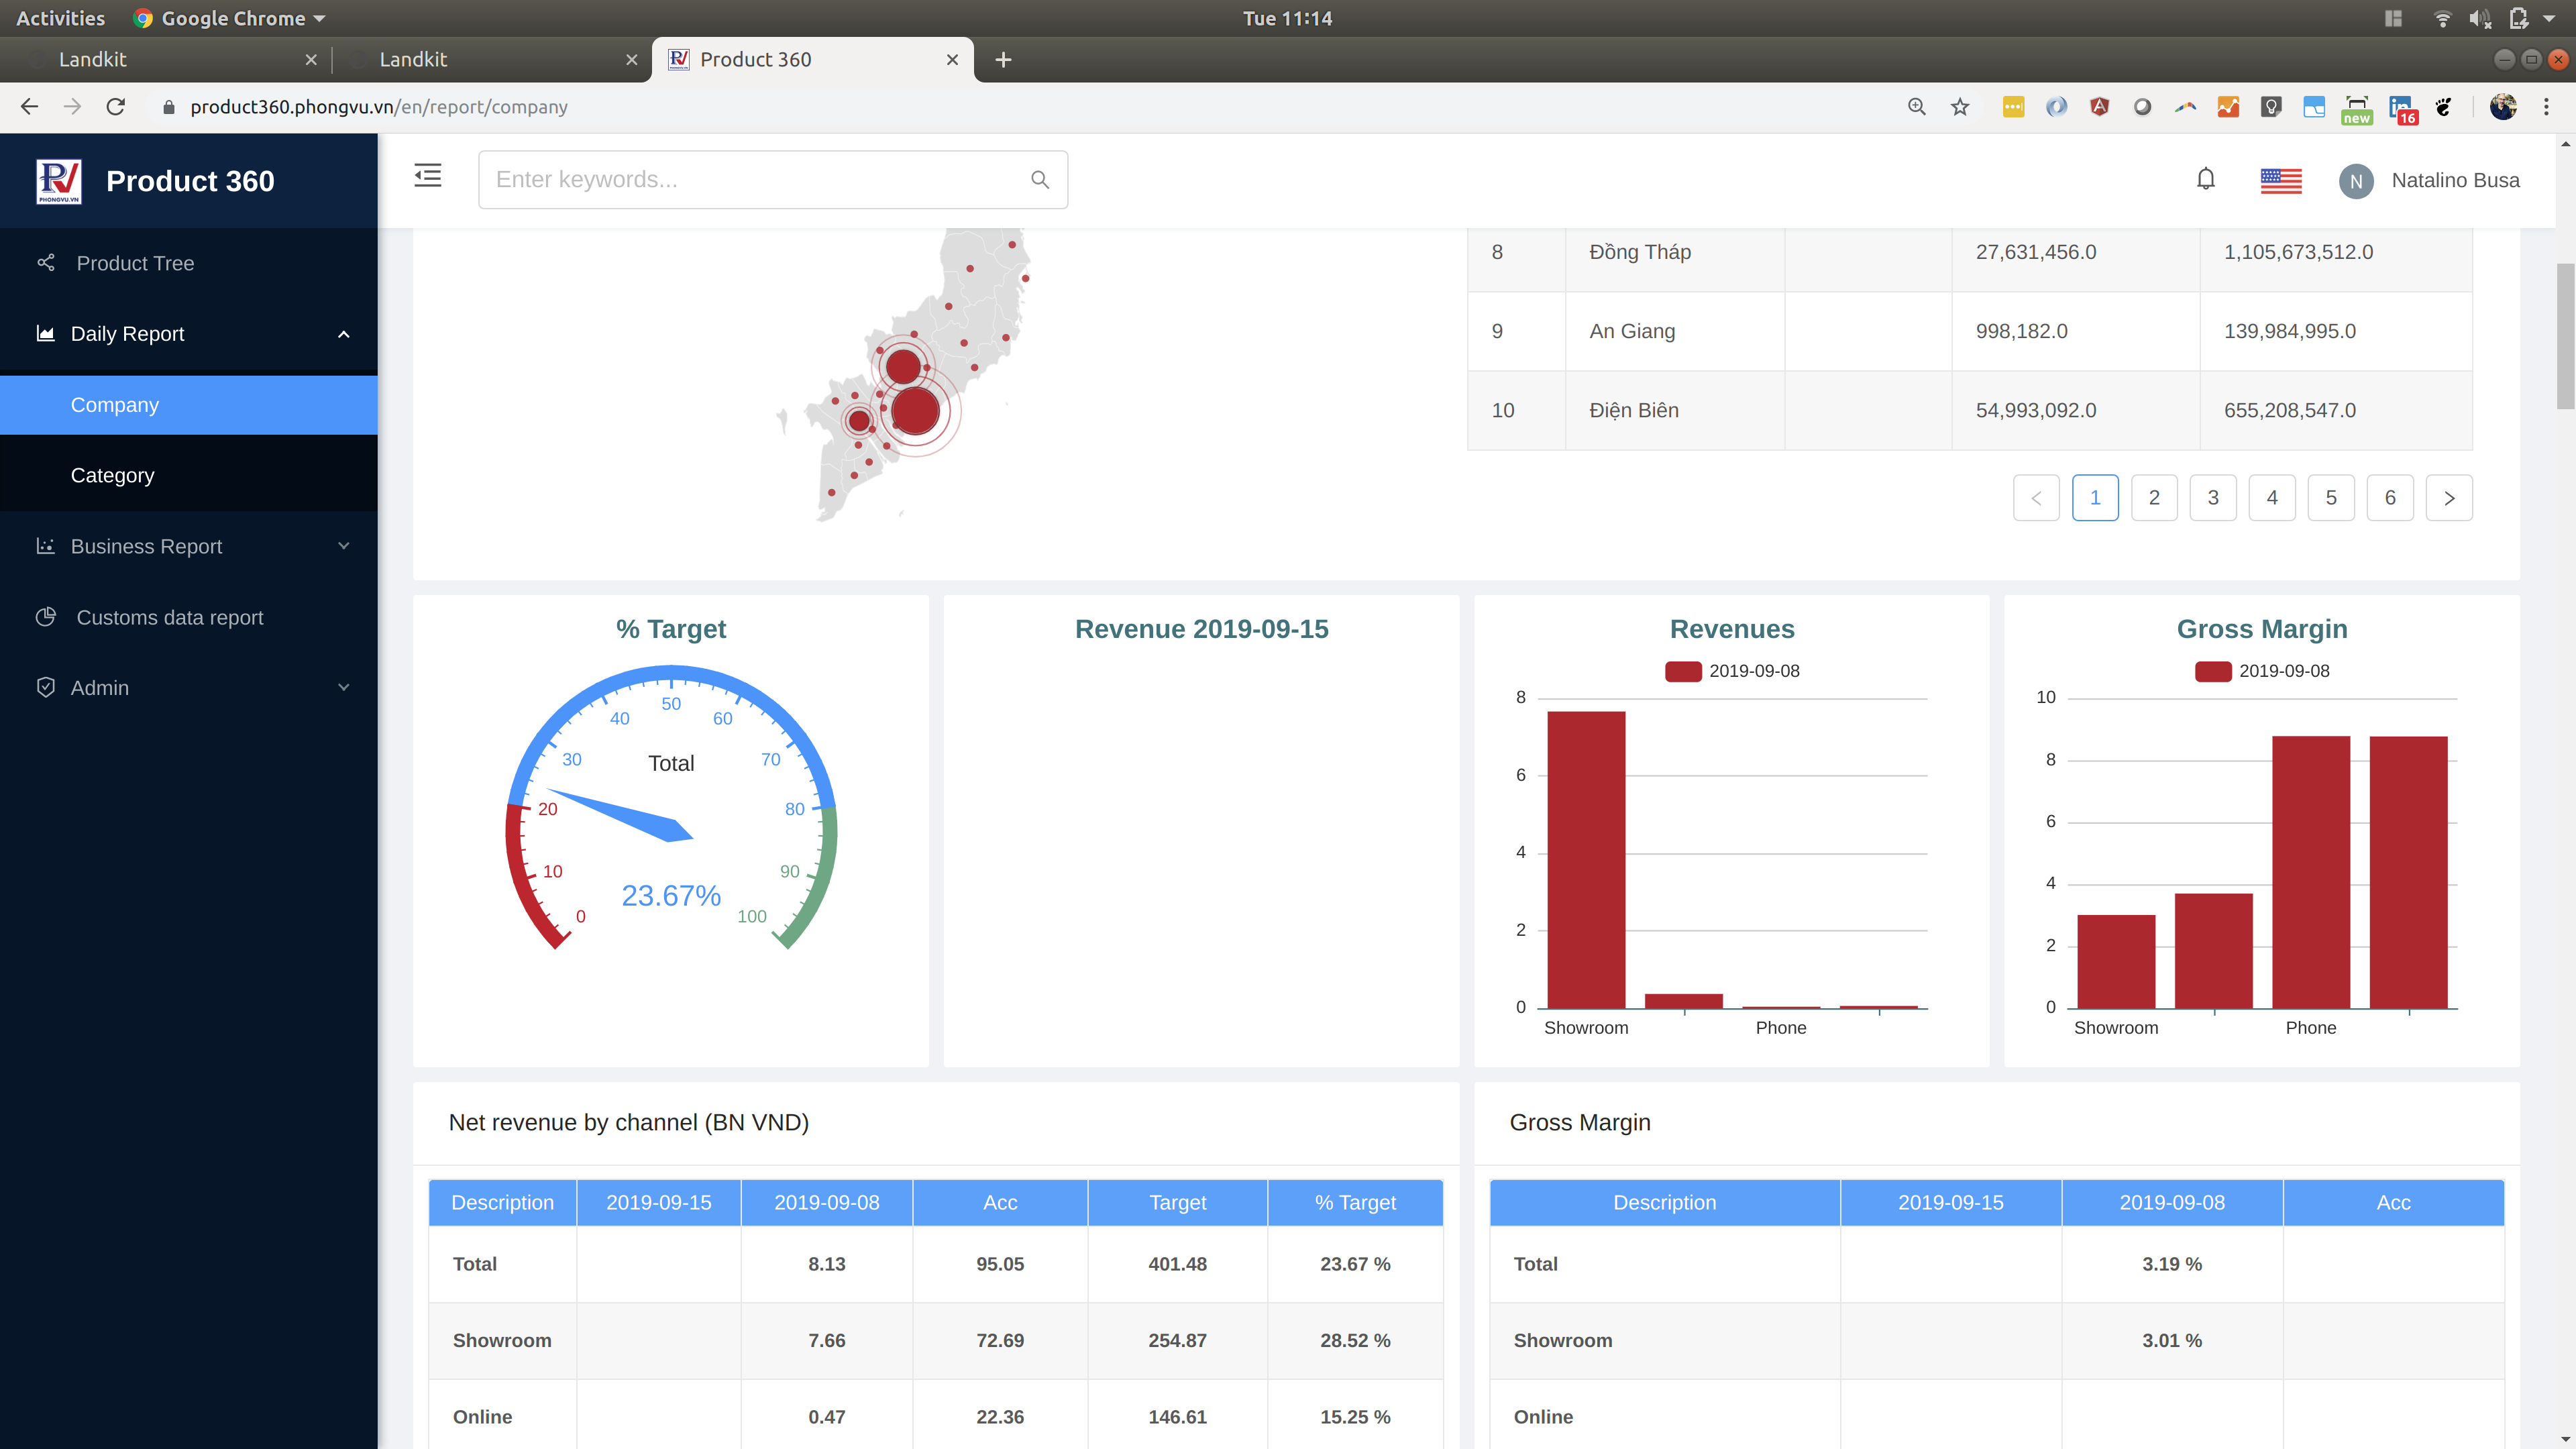 Activities Google Chrome Tue 11:14
Landkit Landkit Product 360
product360.phongvu.vn/en/report/company new 16
PHONGVU.VN Product 360 Enter keywords... N Natalino Busa
Product Tree
Daily Report
Company
Category
Business Report
Customs data report
Admin
8 Đồng Tháp 27,631,456.0 1,105,673,512.0
9 An Giang 998,182.0 139,984,995.0
10 Điện Biên 54,993,092.0 655,208,547.0
< 1 2 3 4 5 6 >
% Target
0 10 20 30 40 50 60 70 80 90 100
Total
23.67%
Revenue 2019-09-15
Revenues
2019-09-08
8
6
4
2
0
Showroom Phone
Gross Margin
2019-09-08
10
8
6
4
2
0
Showroom Phone
Net revenue by channel (BN VND)
Description 2019-09-15 2019-09-08 Acc Target % Target
Total 8.13 95.05 401.48 23.67 %
Showroom 7.66 72.69 254.87 28.52 %
Online 0.47 22.36 146.61 15.25 %
Gross Margin
Description 2019-09-15 2019-09-08 Acc
Total 3.19 %
Showroom 3.01 %
Online